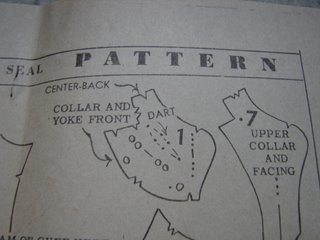 SEAL
PATTERN
CENTER-BACK
COLLAR AND
YOKE FRONT
DART
1
7
UPPER
COLLAR
AND
FACING